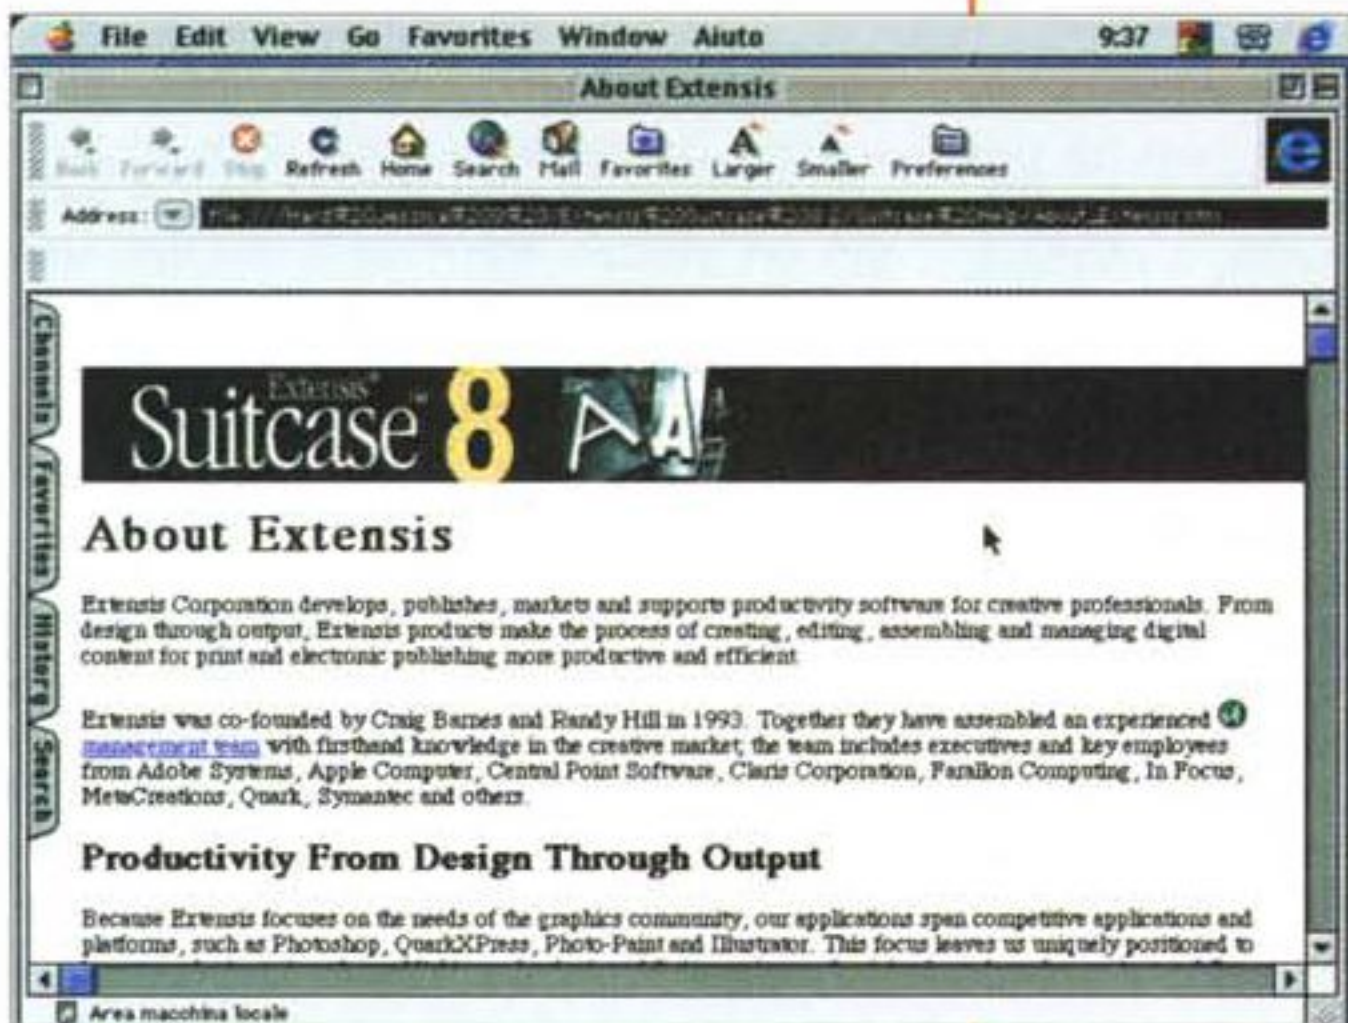 File Edit View Go Favorites Window Aiuto 9:37
About Extensis
Back Forward Stop Refresh Home Search Mail Favorites Larger Smaller Preferences
Address:
Channels
Favorites
History
Search
Extensis®
Suitcase™ 8
About Extensis
Extensis Corporation develops, publishes, markets and supports productivity software for creative professionals. From
design through output, Extensis products make the process of creating, editing, assembling and managing digital
content for print and electronic publishing more productive and efficient.
Extensis was co-founded by Craig Barnes and Randy Hill in 1993. Together they have assembled an experienced
management team with firsthand knowledge in the creative market; the team includes executives and key employees
from Adobe Systems, Apple Computer, Central Point Software, Claris Corporation, Farallon Computing, In Focus,
MetaCreations, Quark, Symantec and others.
Productivity From Design Through Output
Because Extensis focuses on the needs of the graphics community, our applications span competitive applications and
platforms, such as Photoshop, QuarkXPress, Photo-Paint and Illustrator. This focus leaves us uniquely positioned to
Area macchina locale